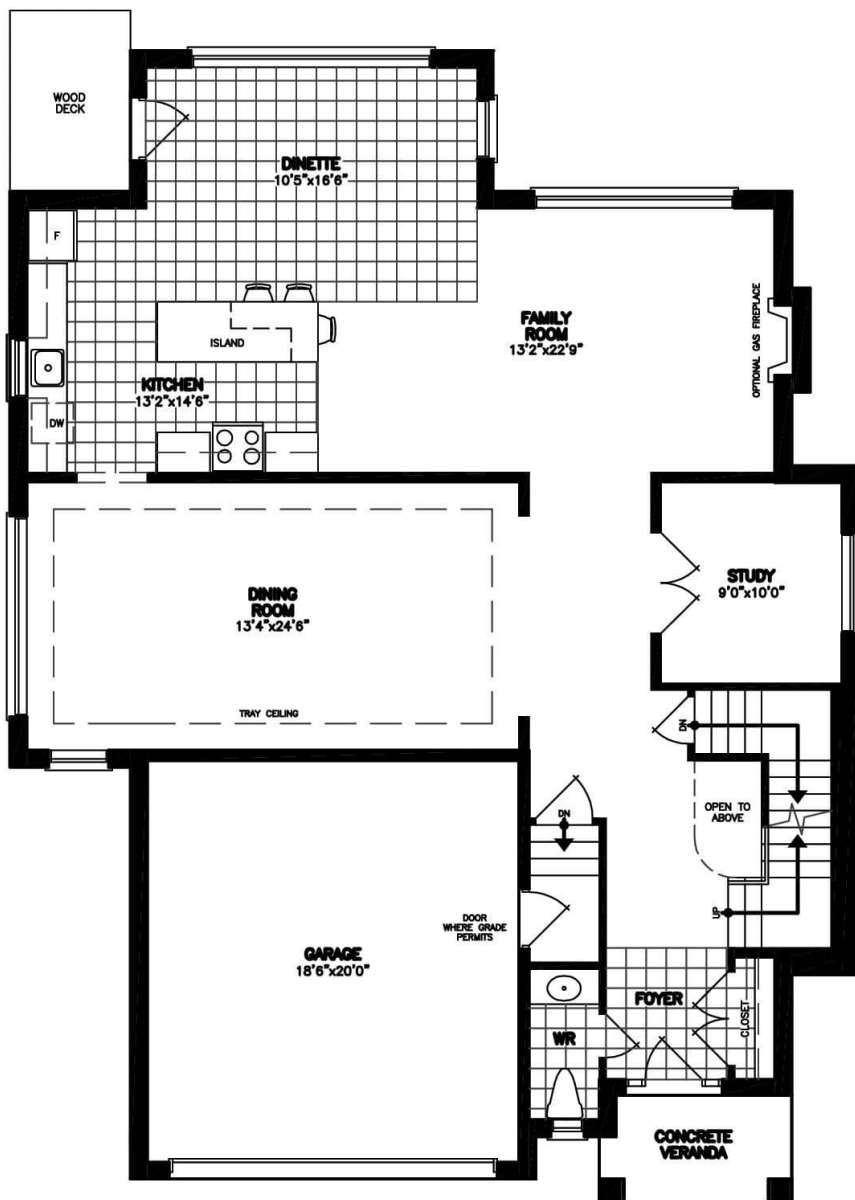 WOOD
DECK
DINETTE
10'5"x16'6"
F
FAMILY
ROOM
13'2"x22'9"
OPTIONAL GAS FIREPLACE
ISLAND
KITCHEN
13'2"x14'6"
DW
STUDY
9'0"x10'0"
DINING
ROOM
13'4"x24'6"
TRAY CEILING
DN
OPEN TO
ABOVE
DN
UP
DOOR
WHERE GRADE
PERMITS
GARAGE
18'6"x20'0"
FOYER
CLOSET
WR
CONCRETE
VERANDA